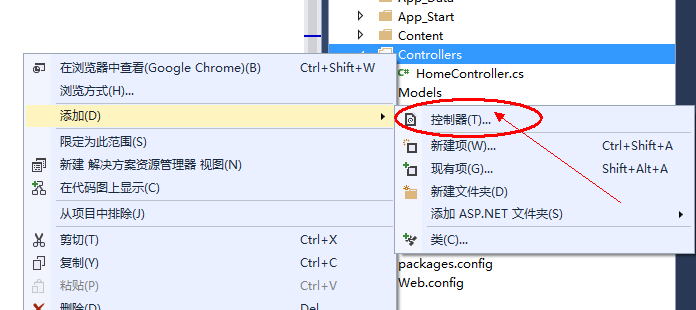 App_Data
App_Start
Content
Controllers
HomeController.cs
Models
在浏览器中查看(Google Chrome)(B) Ctrl+Shift+W
浏览方式(H)...
添加(D)
限定为此范围(S)
新建 解决方案资源管理器 视图(N)
在代码图上显示(C)
从项目中排除(J)
剪切(T) Ctrl+X
复制(Y) Ctrl+C
粘贴(P) Ctrl+V
删除(D) Del
控制器(T)...
新建项(W)... Ctrl+Shift+A
现有项(G)... Shift+Alt+A
新建文件夹(D)
添加 ASP.NET 文件夹(S)
类(C)...
packages.config
Web.config